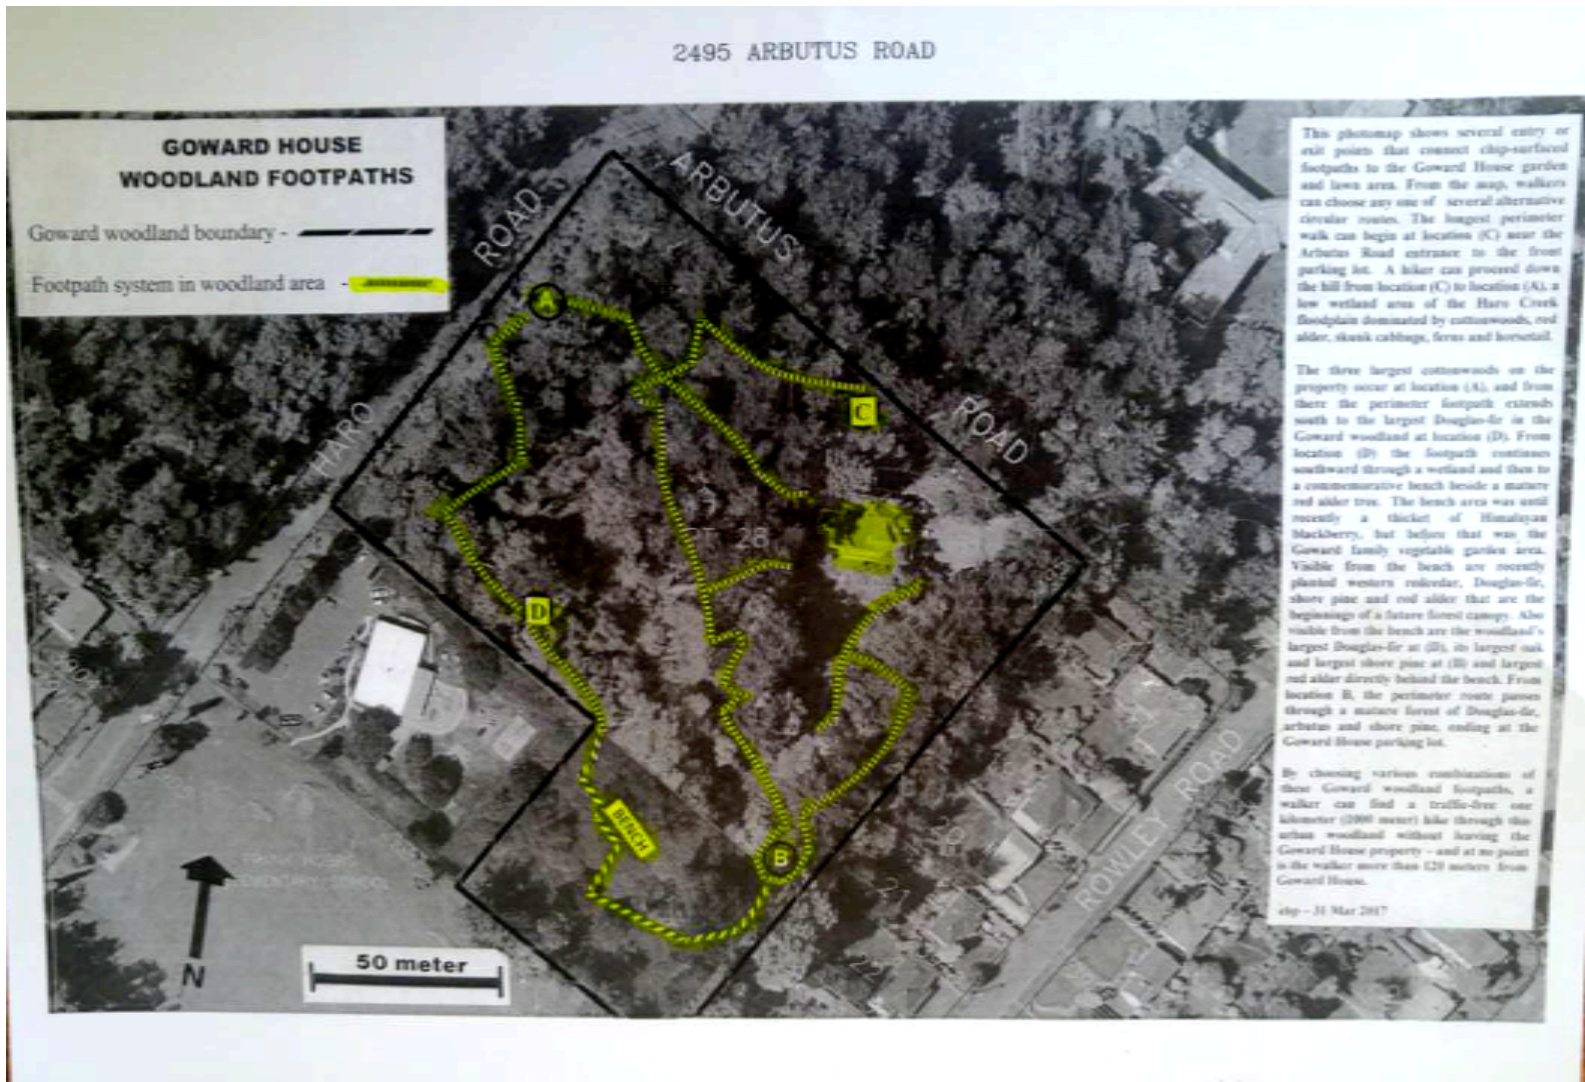 2495 ARBUTUS ROAD
GOWARD HOUSE
WOODLAND FOOTPATHS
Goward woodland boundary -
Footpath system in woodland area -
ROAD
ARBUTUS
A
HARO
C
ROAD
28
D
BENCH
B
ROWLEY ROAD
N
50 meter
This photomap shows several entry or
exit points that connect chip-surfaced
footpaths to the Goward House garden
and lawn area. From the map, walkers
can choose any one of several alternative
circular routes. The longest perimeter
walk can begin at location (C) near the
Arbutus Road entrance to the front
parking lot. A hiker can proceed down
the hill from location (C) to location (A), a
low wetland area of the Haro Creek
floodplain dominated by cottonwoods, red
alder, skunk cabbage, ferns and horsetail.
The three largest cottonwoods on the
property occur at location (A), and from
there the perimeter footpath extends
south to the largest Douglas-fir in the
Goward woodland at location (D). From
location (D) the footpath continues
southward through a wetland and then to
a commemorative bench beside a mature
red alder tree. The bench area was until
recently a thicket of Himalayan
blackberry, but before that was the
Goward family vegetable garden area.
Visible from the bench are recently
planted western redcedar, Douglas-fir,
shore pine and red alder that are the
beginnings of a future forest canopy. Also
visible from the bench are the woodland's
largest Douglas-fir at (D), its largest oak
and largest shore pine at (B) and largest
red alder directly behind the bench. From
location B, the perimeter route passes
through a mature forest of Douglas-fir,
arbutus and shore pine, ending at the
Goward House parking lot.
By choosing various combinations of
these Goward woodland footpaths, a
walker can find a traffic-free one
kilometer (1000 meter) hike through this
urban woodland without leaving the
Goward House property – and at no point
is the walker more than 120 meters from
Goward House.
31 Mar 2017